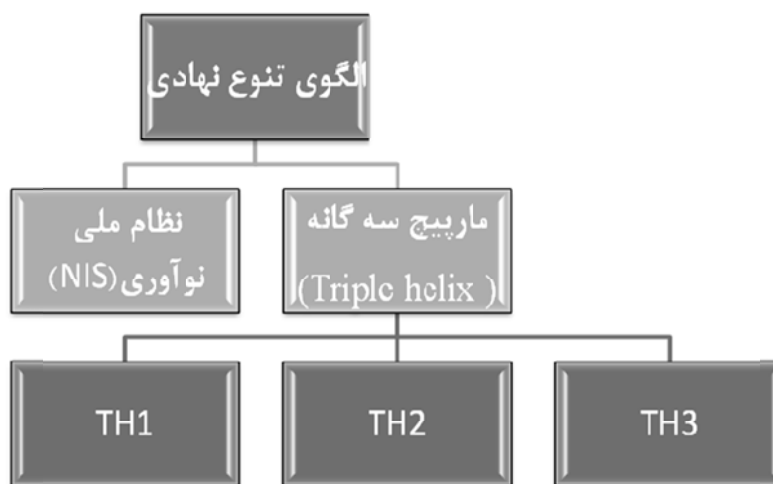 الگوی تنوع نهادی
نظام ملی
نوآوری(NIS)
مارپیچ سه گانه
(Triple helix )
TH1
TH2
TH3